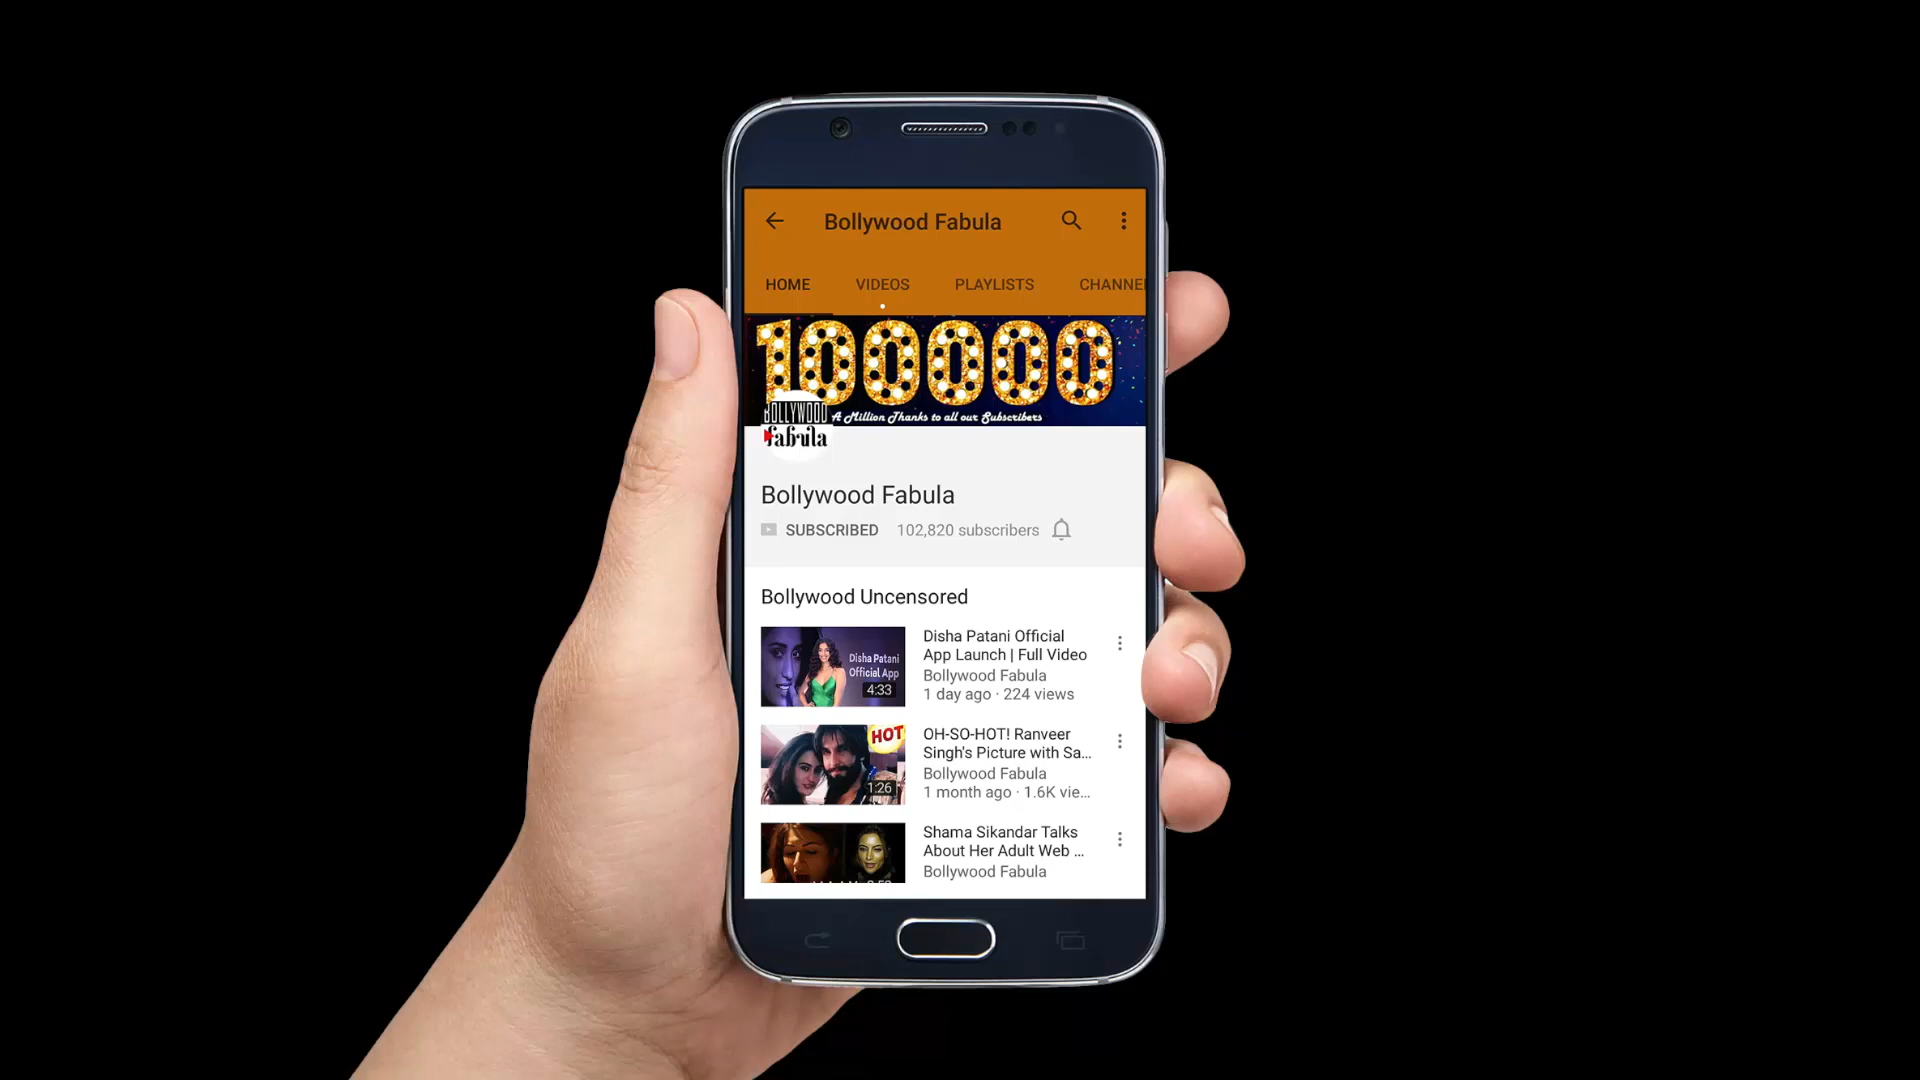 Bollywood Fabula
HOME VIDEOS PLAYLISTS CHANNE
100000
A Million Thanks to all our Subscribers
BOLLYWOOD
fabula
Bollywood Fabula
SUBSCRIBED 102,820 subscribers
Bollywood Uncensored
Disha Patani
Official App
4:33
Disha Patani Official
App Launch | Full Video
Bollywood Fabula
1 day ago · 224 views
HOT
1:26
OH-SO-HOT! Ranveer
Singh's Picture with Sa...
Bollywood Fabula
1 month ago · 1.6K vie...
Shama Sikandar Talks
About Her Adult Web ...
Bollywood Fabula